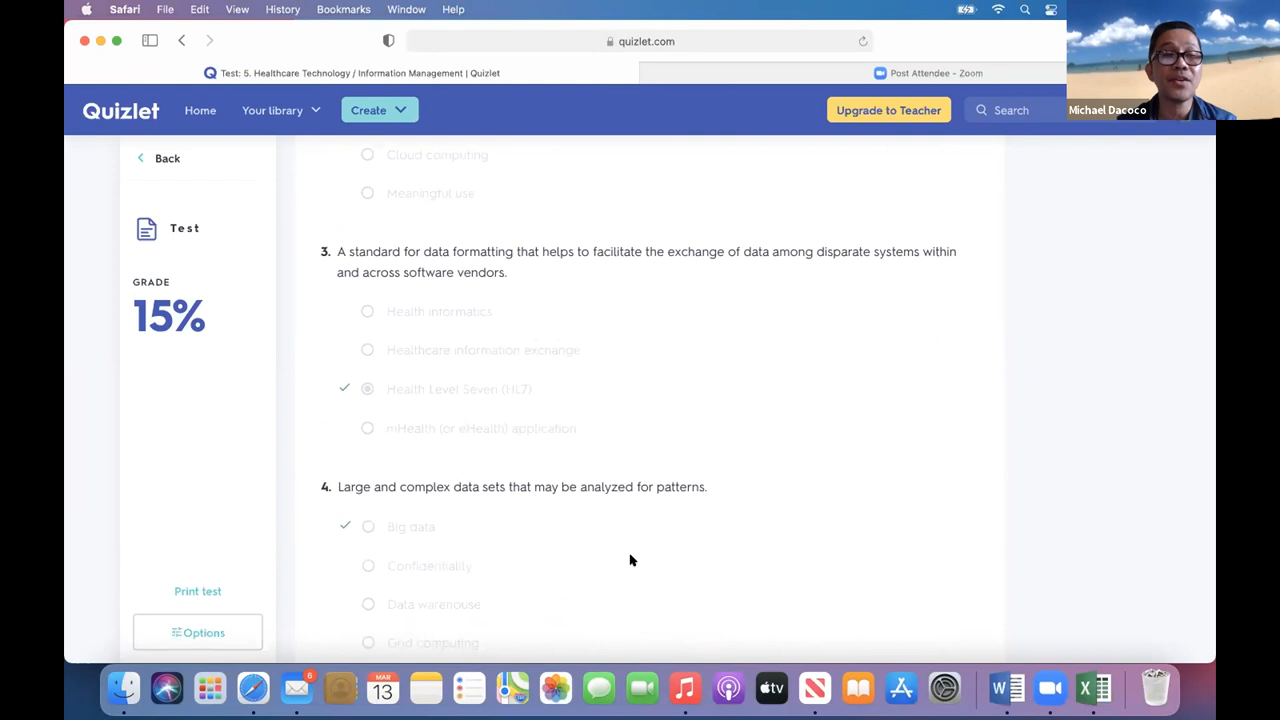 Safari File Edit View History Bookmarks Window Help
quizlet.com
Test: 5. Healthcare Technology / Information Management | Quizlet
Post Attendee - Zoom
Michael Dacoco
Quizlet Home Your library Create Upgrade to Teacher Search
Back
Test
GRADE
15%
Print test
Options
Cloud computing
Meaningful use
3. A standard for data formatting that helps to facilitate the exchange of data among disparate systems within
and across software vendors.
Health informatics
Healthcare information exchange
Health Level Seven (HL7)
mHealth (or eHealth) application
4. Large and complex data sets that may be analyzed for patterns.
Big data
Confidentiality
Data warehouse
Grid computing
6
MAR
13
tv
W
X